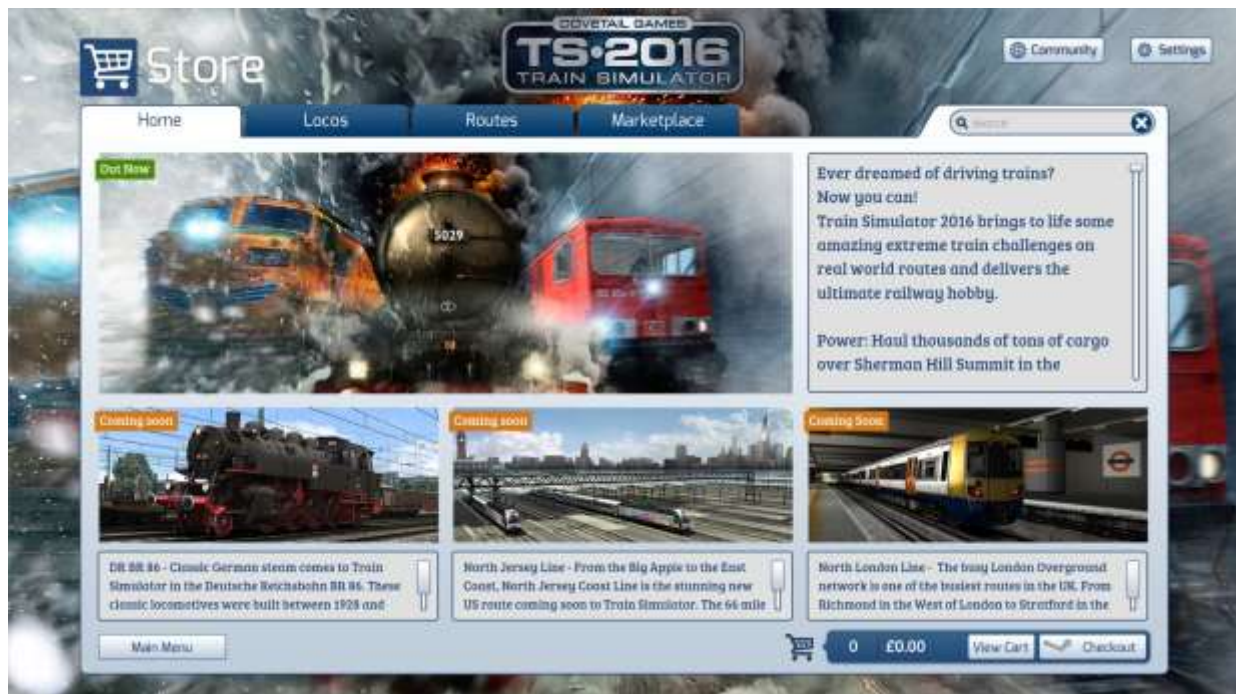 Store
DOVETAIL GAMES
TS•2016
TRAIN SIMULATOR
Community
Settings
Home
Locos
Routes
Marketplace
Out Now
5029
Ever dreamed of driving trains?
Now you can!
Train Simulator 2016 brings to life some
amazing extreme train challenges on
real world routes and delivers the
ultimate railway hobby.
Power: Haul thousands of tons of cargo
over Sherman Hill Summit in the
Coming soon
Coming soon
Coming Soon
DR BR 86 - Classic German steam comes to Train
Simulator in the Deutsche Reichsbahn BR 86. These
classic locomotives were built between 1928 and
North Jersey Line - From the Big Apple to the East
Coast, North Jersey Coast Line is the stunning new
US route coming soon to Train Simulator. The 66 mile
North London Line - The busy London Overground
network is one of the busiest routes in the UK. From
Richmond in the West of London to Stratford in the
Main Menu
0
£0.00
View Cart
Checkout